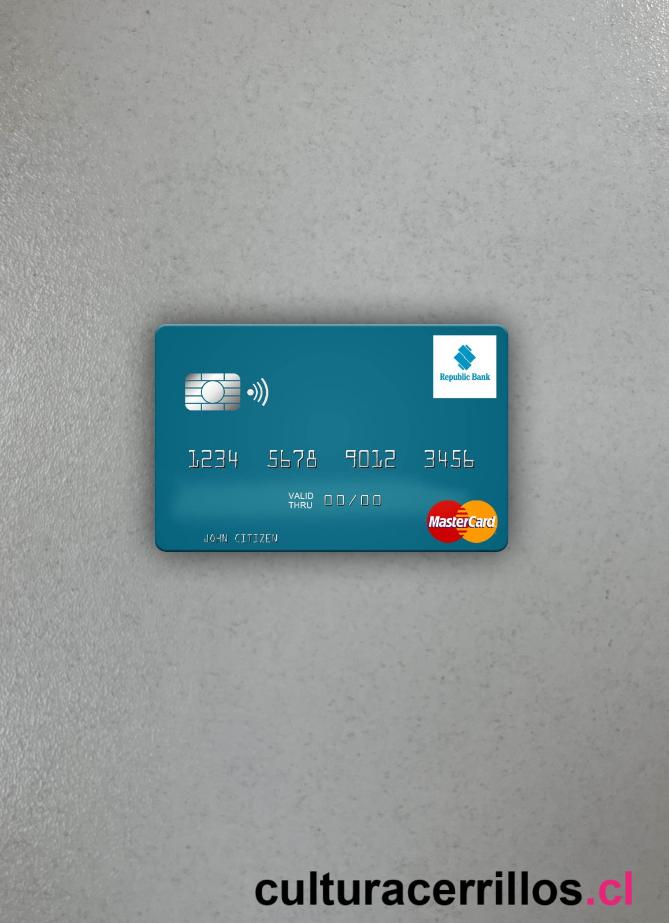 Republic Bank
1234 5678 9012 3456
VALID
THRU 00/00
MasterCard
JOHN CITIZEN
culturacerrillos.cl